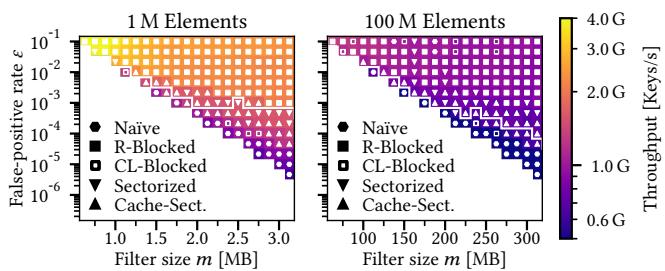 1 M Elements
100 M Elements
False-positive rate ε
10⁻¹
10⁻²
10⁻³
10⁻⁴
10⁻⁵
10⁻⁶
Naïve
R-Blocked
CL-Blocked
Sectorized
Cache-Sect.
1.0 1.5 2.0 2.5 3.0
Filter size m [MB]
Naïve
R-Blocked
CL-Blocked
Sectorized
Cache-Sect.
100 150 200 250 300
Filter size m [MB]
4.0 G
3.0 G
2.0 G
1.0 G
0.6 G
Throughput [Keys/s]